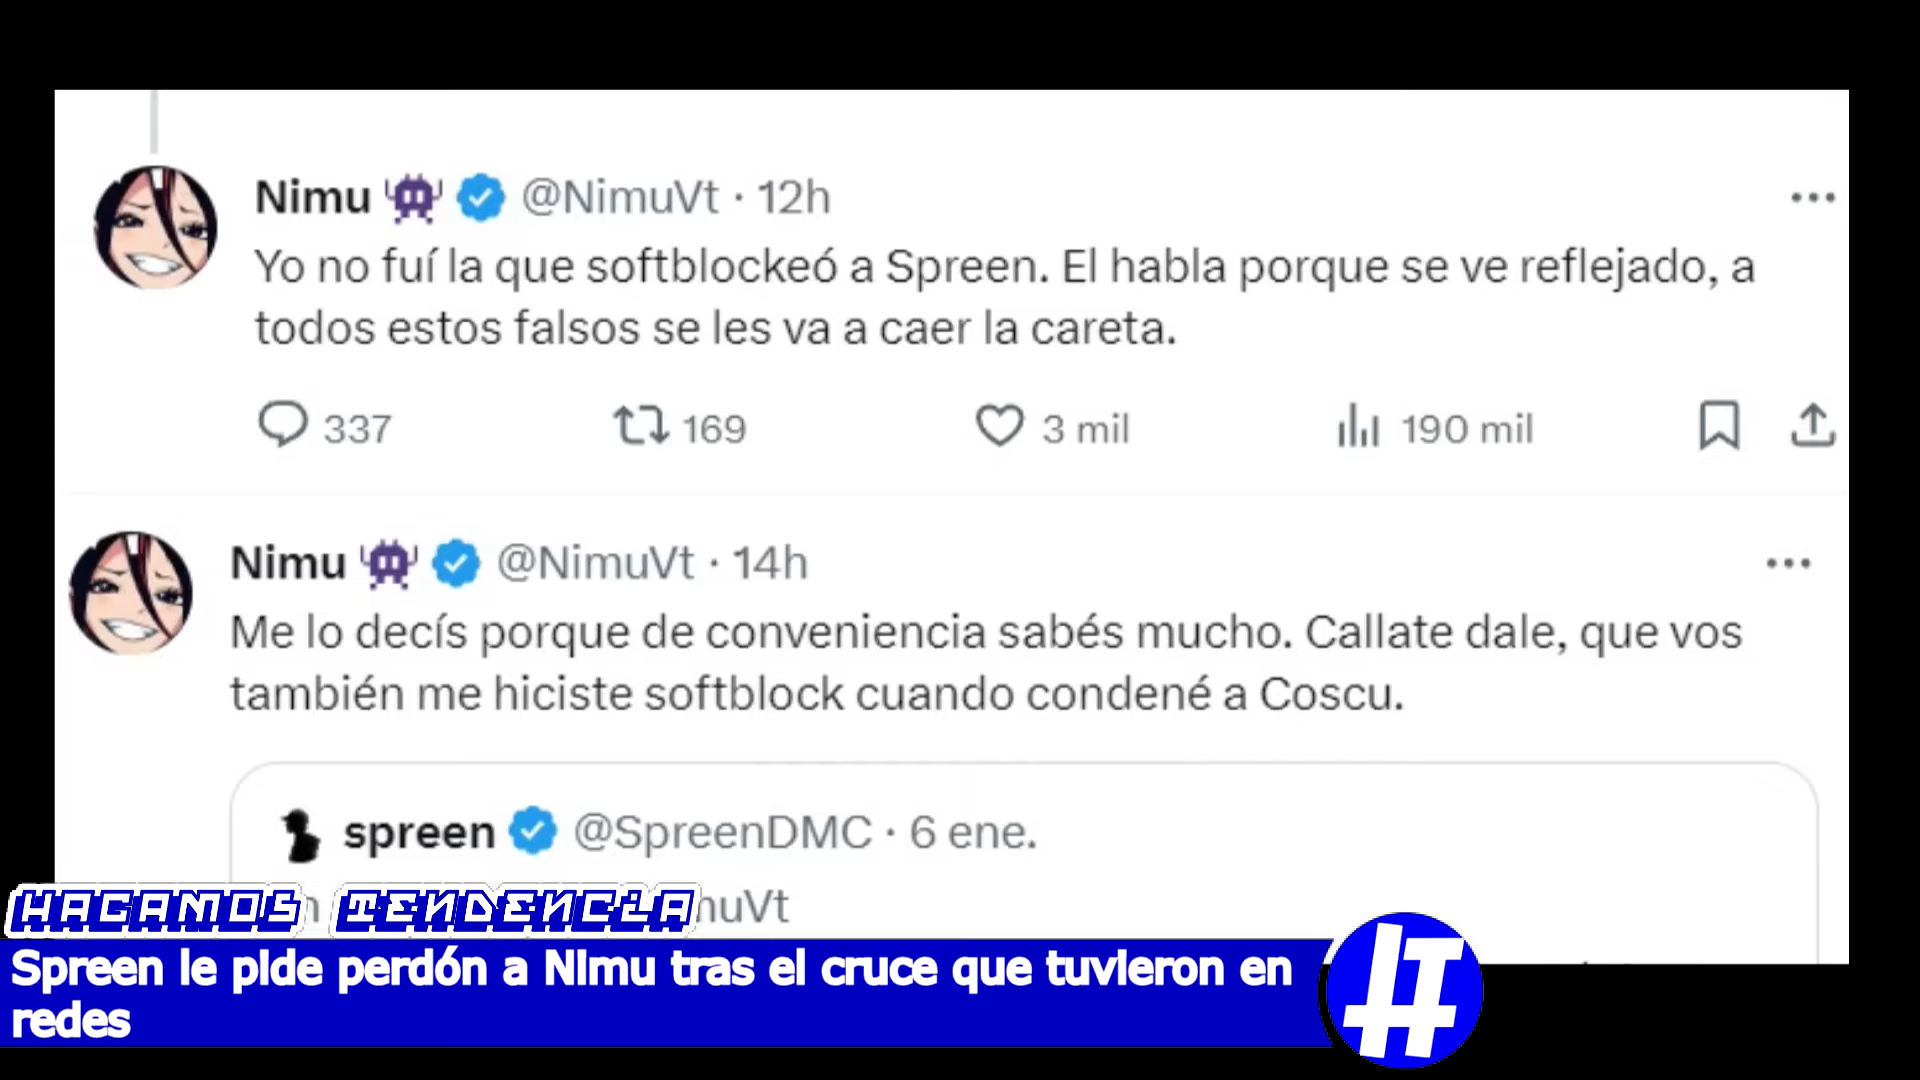 Nimu @NimuVt · 12h
Yo no fuí la que softblockeó a Spreen. El habla porque se ve reflejado, a
todos estos falsos se les va a caer la careta.
337 169 3 mil 190 mil
Nimu @NimuVt · 14h
Me lo decís porque de conveniencia sabés mucho. Callate dale, que vos
también me hiciste softblock cuando condené a Coscu.
spreen @SpreenDMC · 6 ene.
HAGAMOS TENDENCIA
Spreen le pide perdón a Nimu tras el cruce que tuvieron en
redes
HT